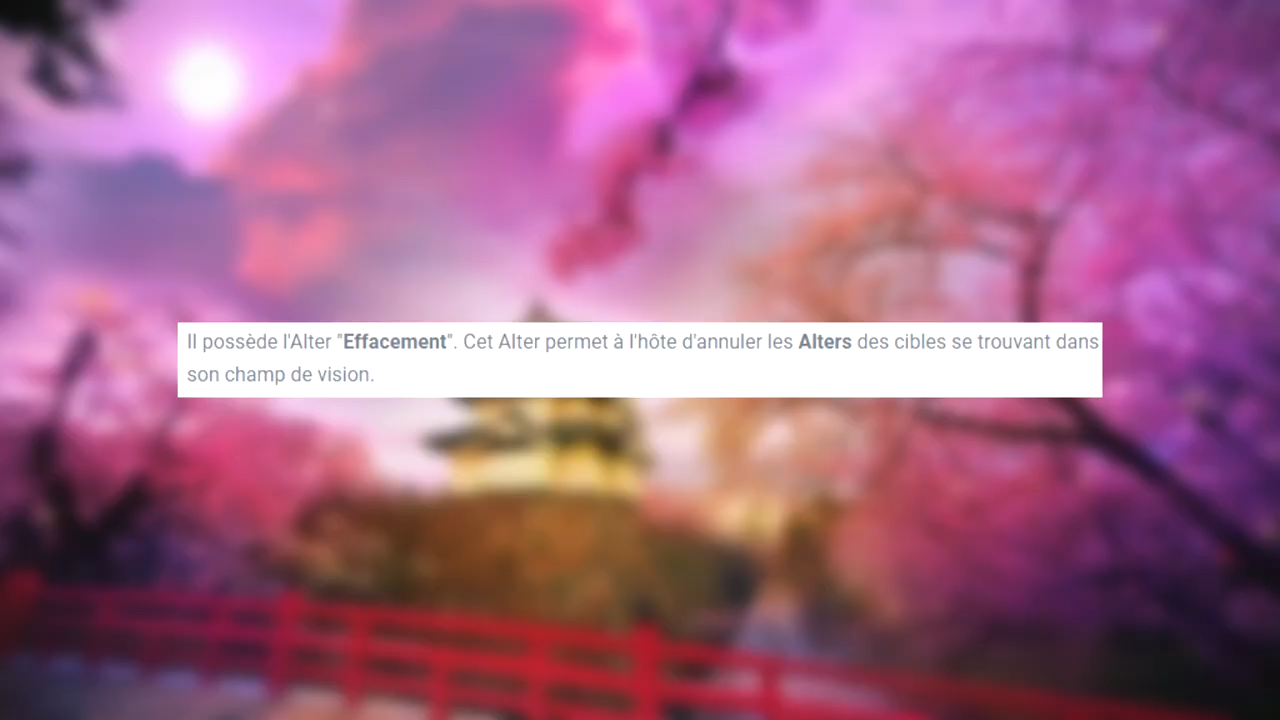 Il possède l'Alter "Effacement". Cet Alter permet à l'hôte d'annuler les Alters des cibles se trouvant dans
son champ de vision.